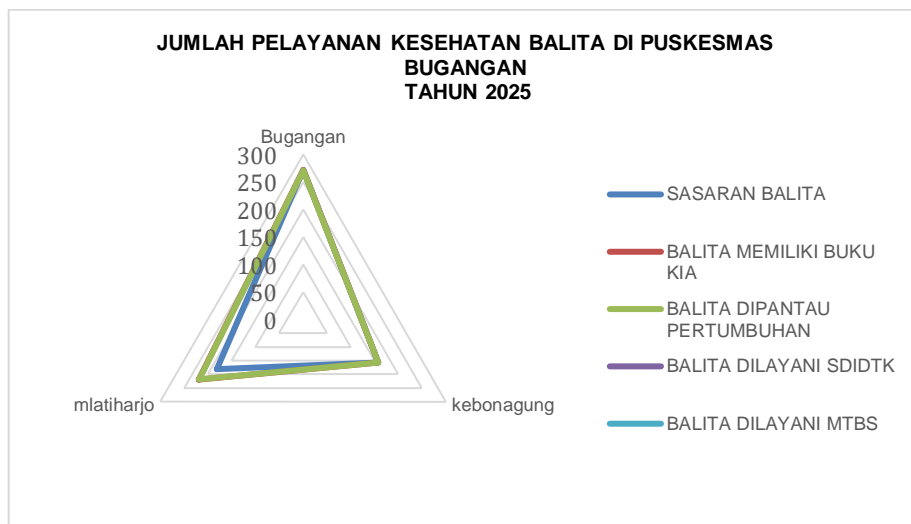 JUMLAH PELAYANAN KESEHATAN BALITA DI PUSKESMAS
BUGANGAN
TAHUN 2025
Bugangan
300
250
200
150
100
50
0
mlatiharjo
kebonagung
SASARAN BALITA
BALITA MEMILIKI BUKU
KIA
BALITA DIPANTAU
PERTUMBUHAN
BALITA DILAYANI SDIDTK
BALITA DILAYANI MTBS